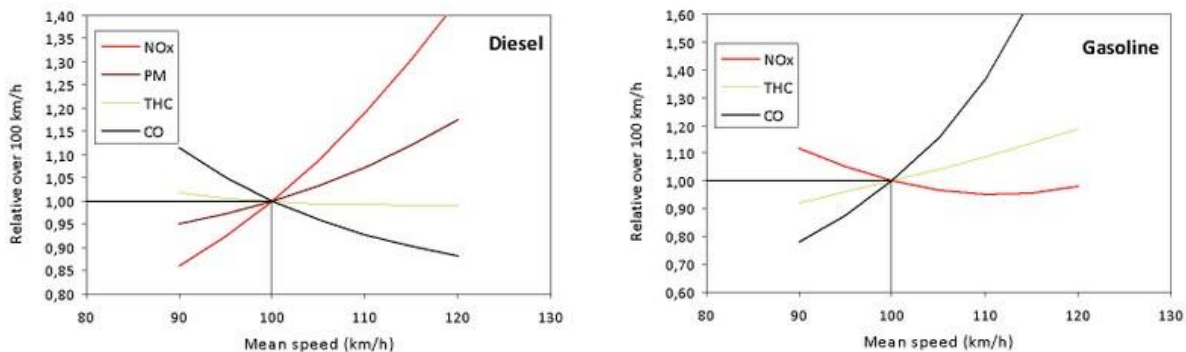 Diesel
Relative over 100 km/h
1,40
1,35
1,30
1,25
1,20
1,15
1,10
1,05
1,00
0,95
0,90
0,85
0,80
NOx
PM
THC
CO
80 90 100 110 120 130
Mean speed (km/h)
Gasoline
Relative over 100 km/h
1,60
1,50
1,40
1,30
1,20
1,10
1,00
0,90
0,80
0,70
0,60
NOx
THC
CO
80 90 100 110 120 130
Mean speed (km/h)